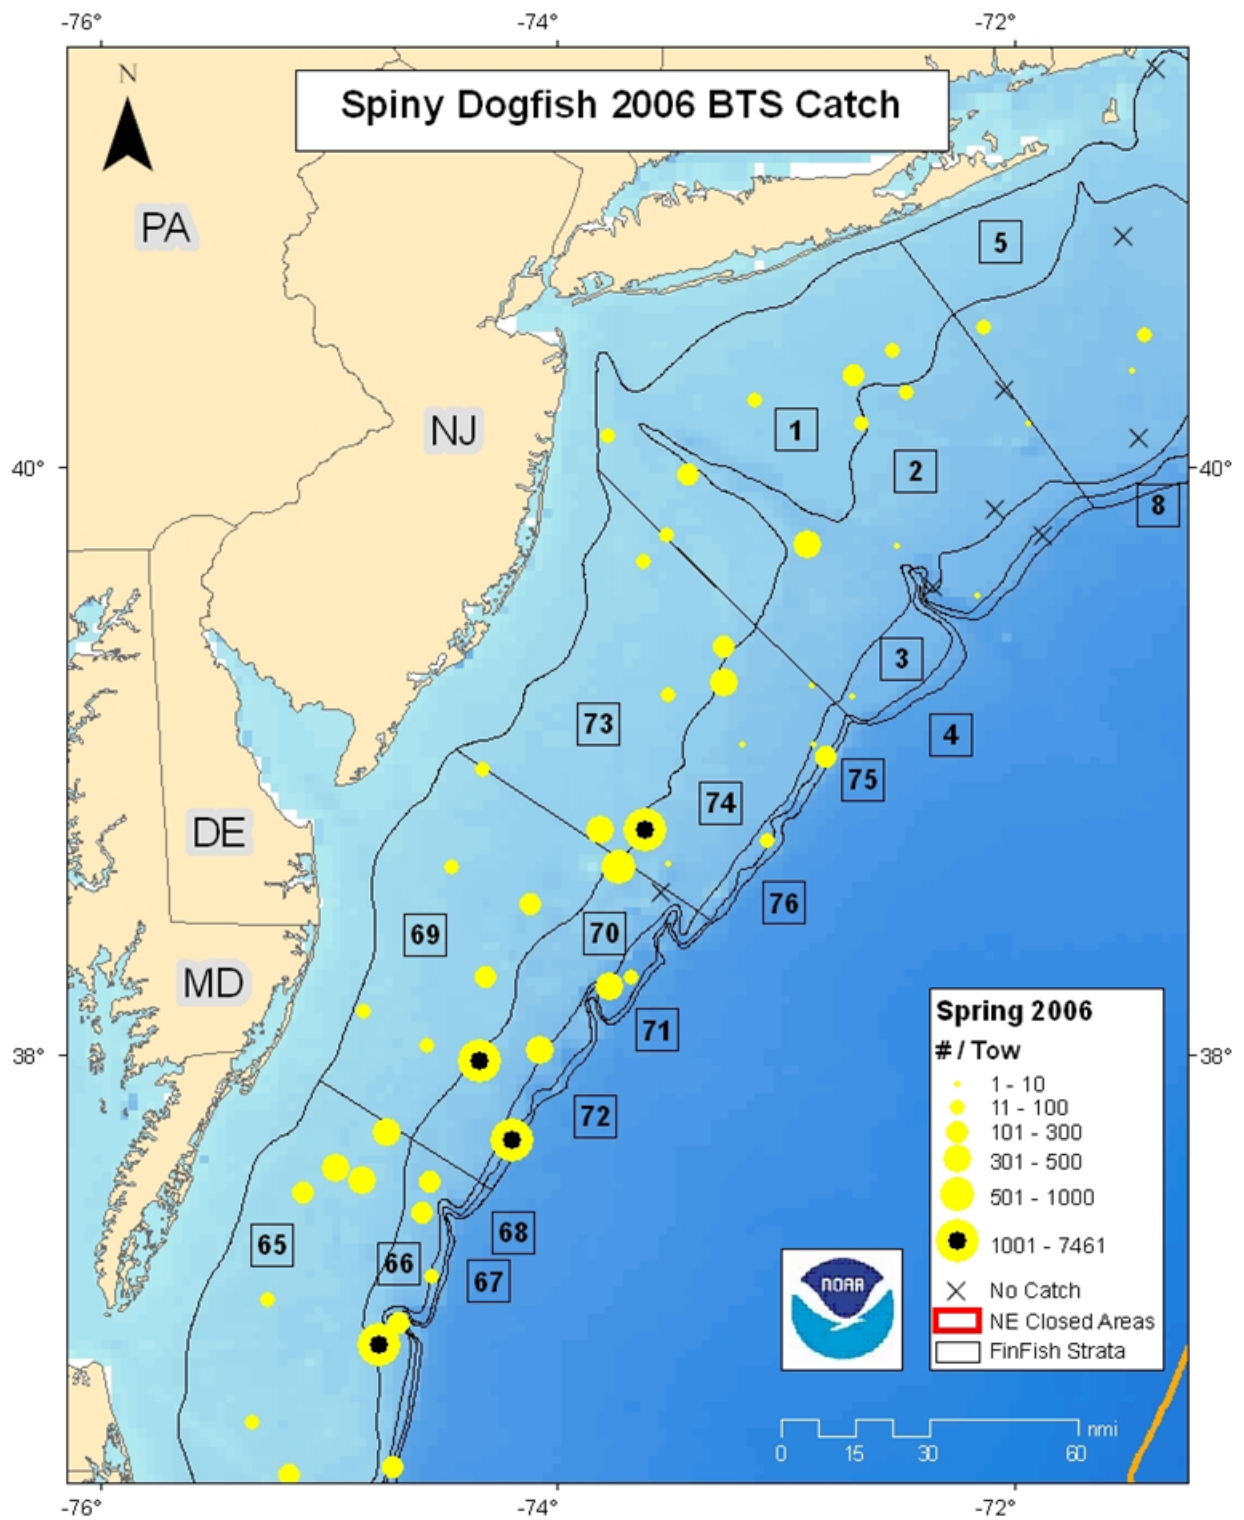 -76°
-74°
-72°
N
Spiny Dogfish 2006 BTS Catch
PA
5
NJ
1
40°
2
40°
8
3
73
4
75
74
DE
76
69
70
MD
71
38°
38°
72
65
68
66
67
Spring 2006
# / Tow
1 - 10
11 - 100
101 - 300
301 - 500
501 - 1000
1001 - 7461
No Catch
NE Closed Areas
FinFish Strata
NOAA
nmi
0 15 30 60
-76°
-74°
-72°